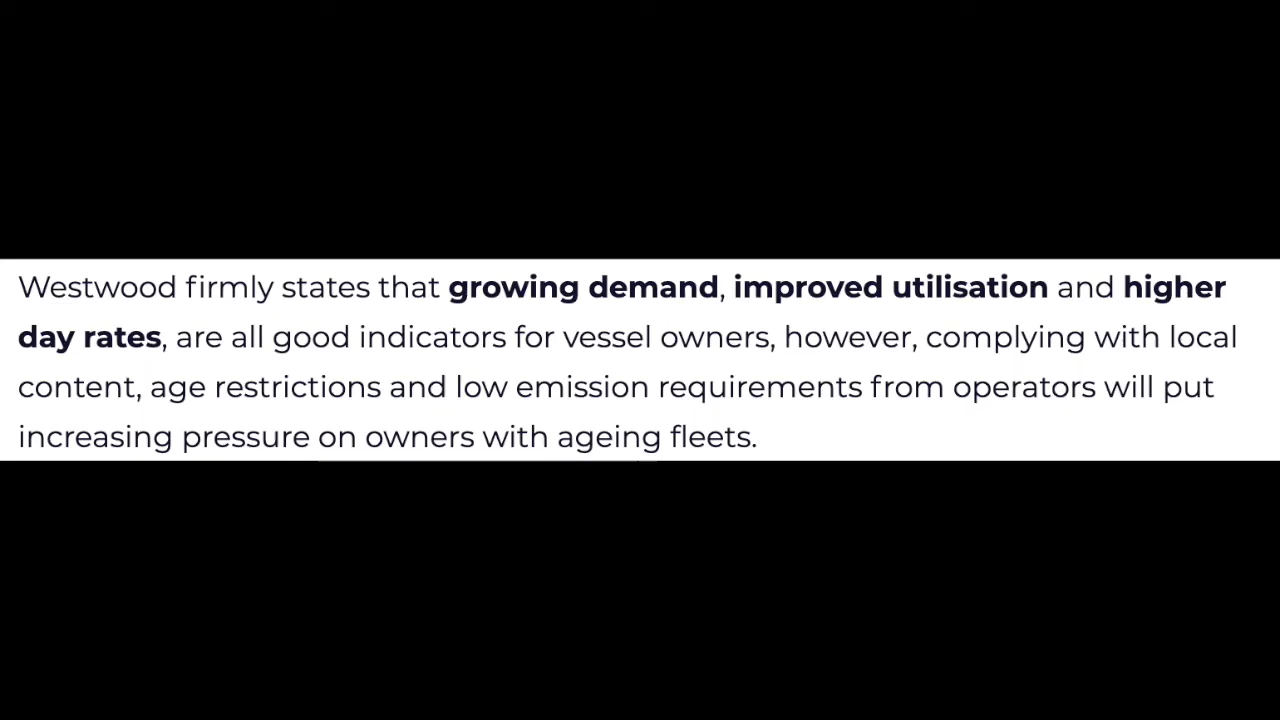 Westwood firmly states that growing demand, improved utilisation and higher
day rates, are all good indicators for vessel owners, however, complying with local
content, age restrictions and low emission requirements from operators will put
increasing pressure on owners with ageing fleets.